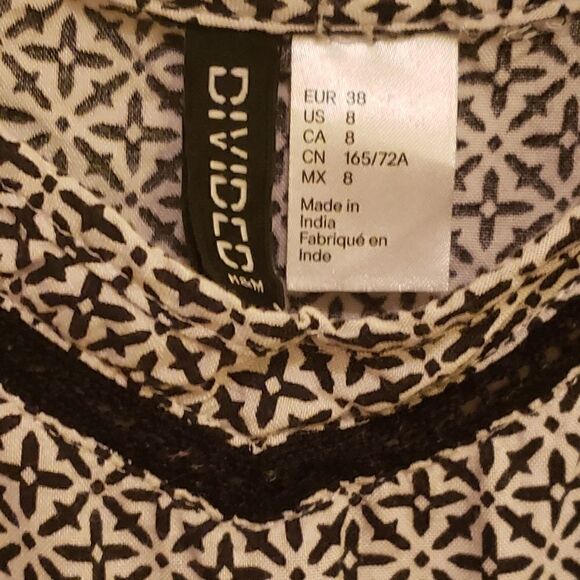 DIVIDED
H&M
EUR 38
US 8
CA 8
CN 165/72A
MX 8
Made in
India
Fabriqué en
Inde